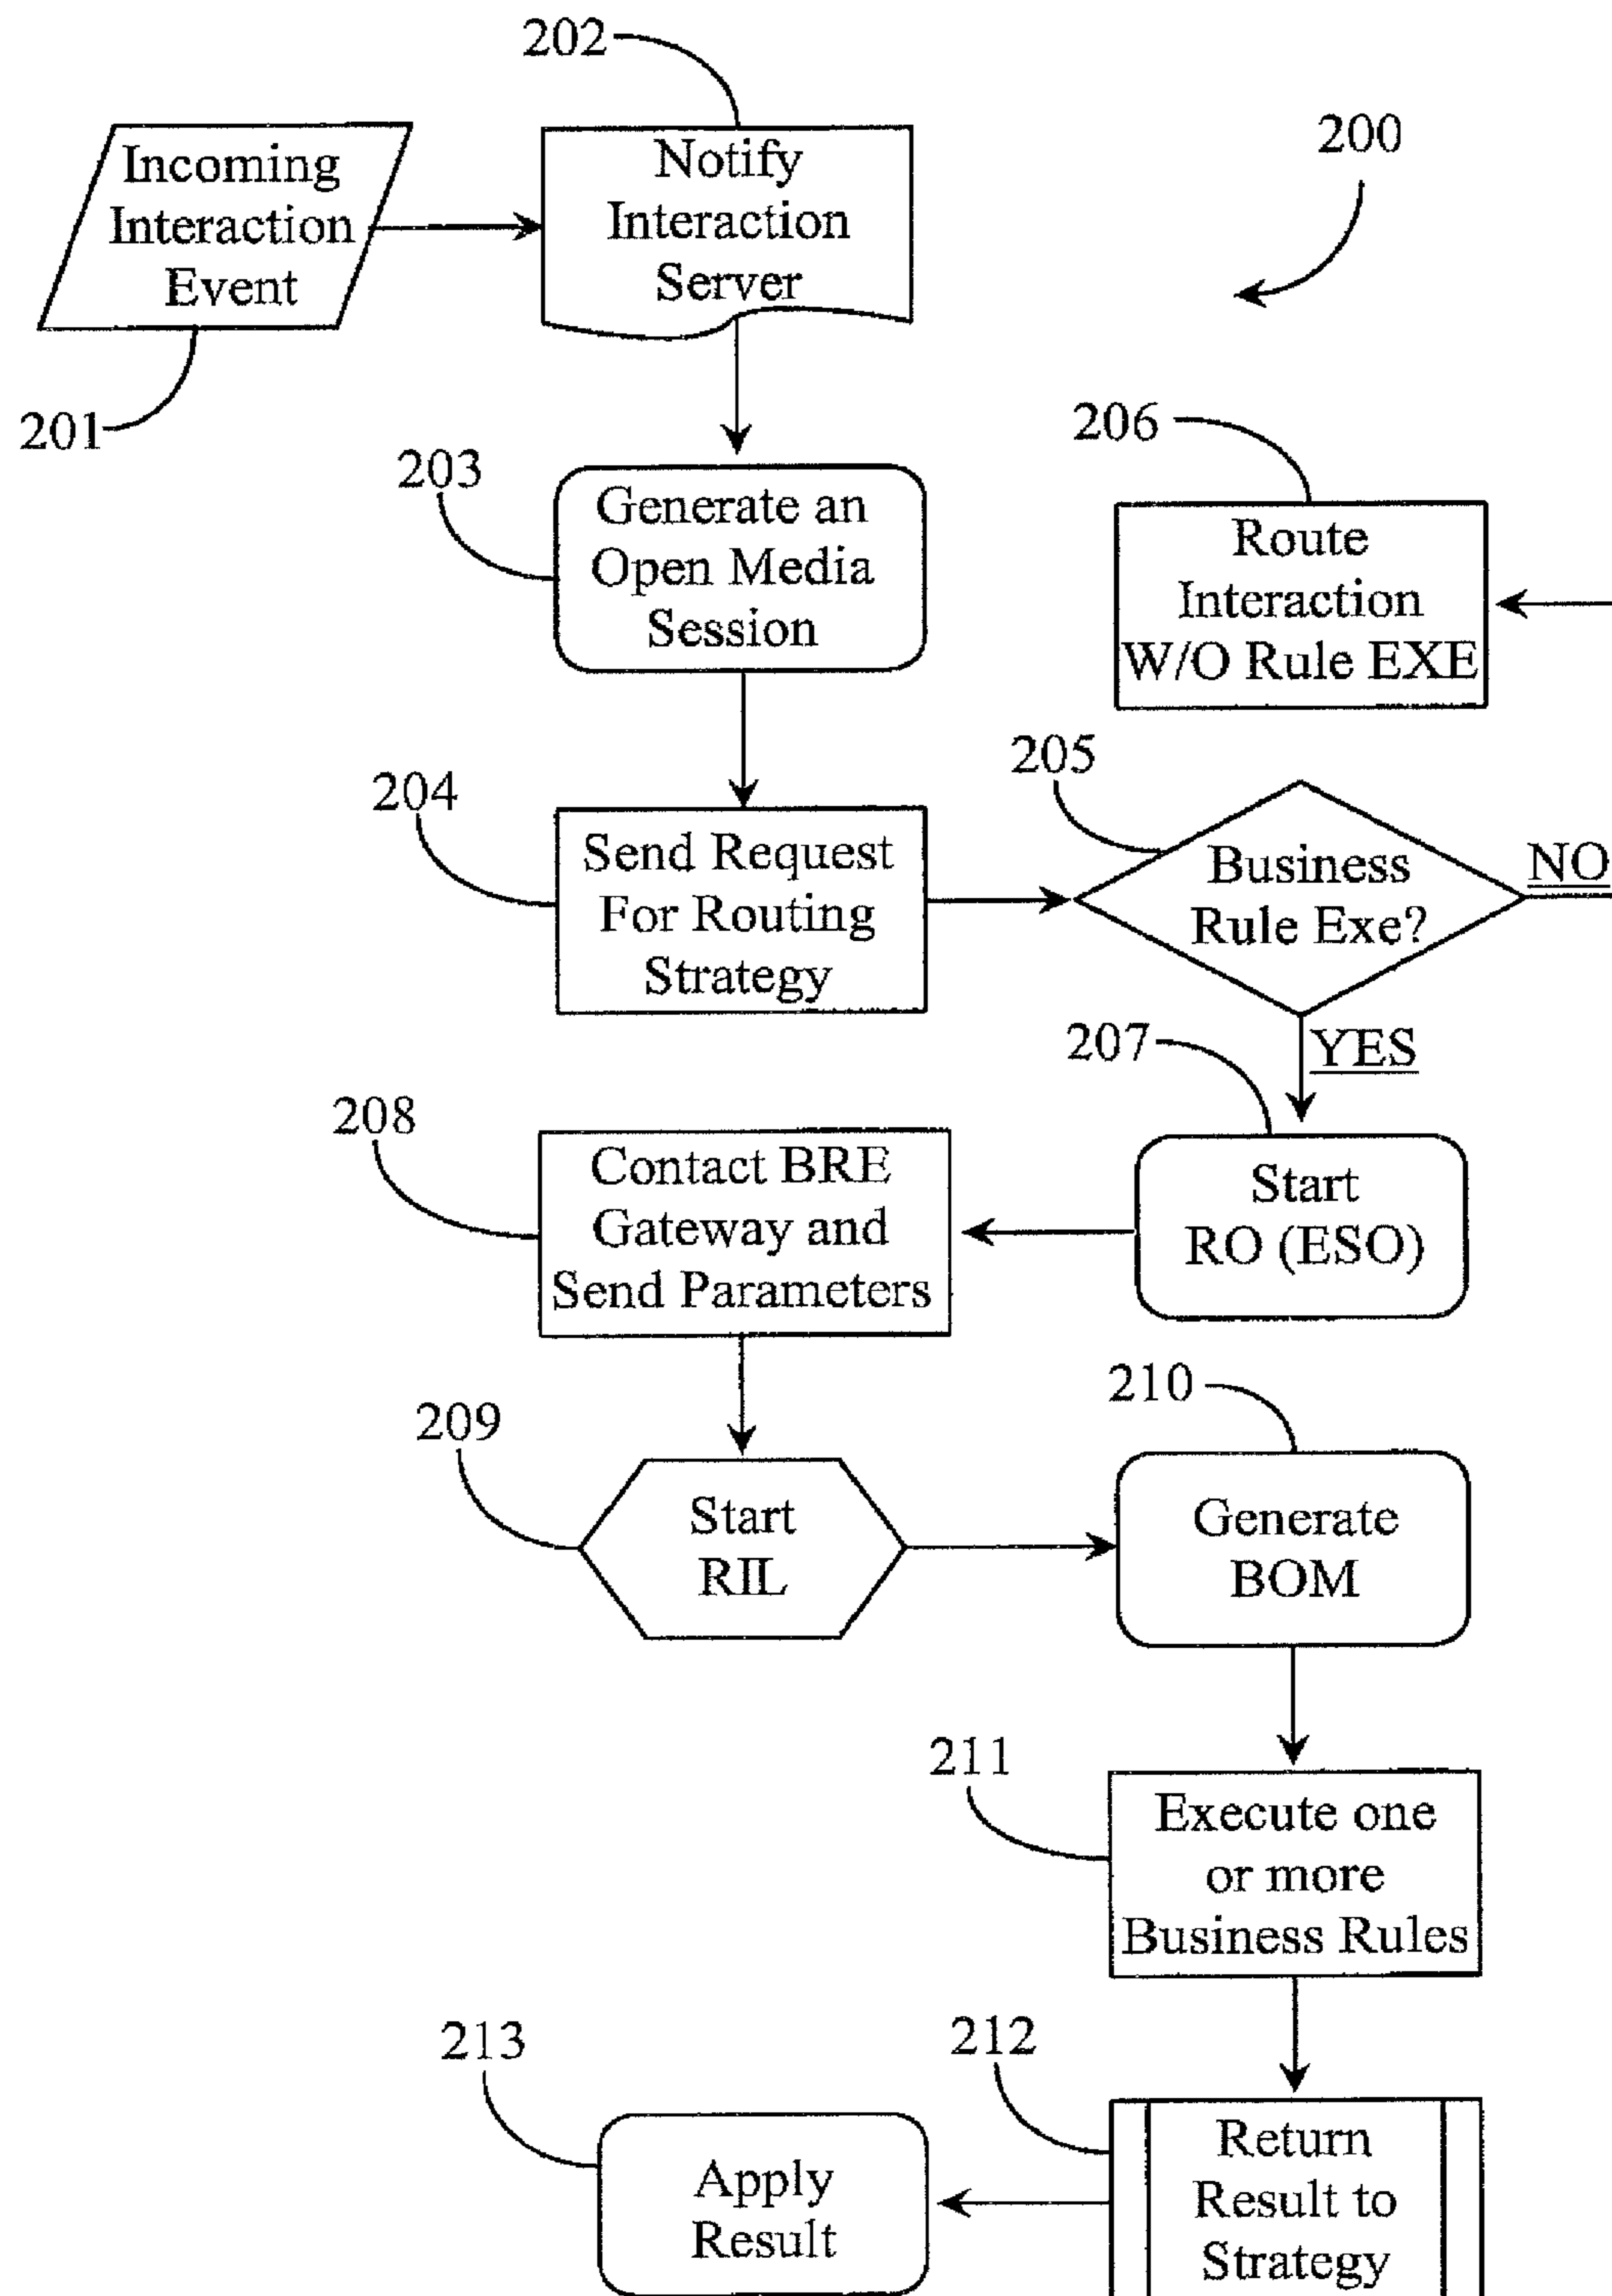 202
200
Incoming
Interaction
Event
201
Notify
Interaction
Server
206
203
Generate an
Open Media
Session
Route
Interaction
W/O Rule EXE
205
204
Send Request
For Routing
Strategy
Business
Rule Exe?
NO
YES
207
208
Contact BRE
Gateway and
Send Parameters
Start
RO (ESO)
210
209
Start
RIL
Generate
BOM
211
Execute one
or more
Business Rules
213
212
Apply
Result
Return
Result to
Strategy